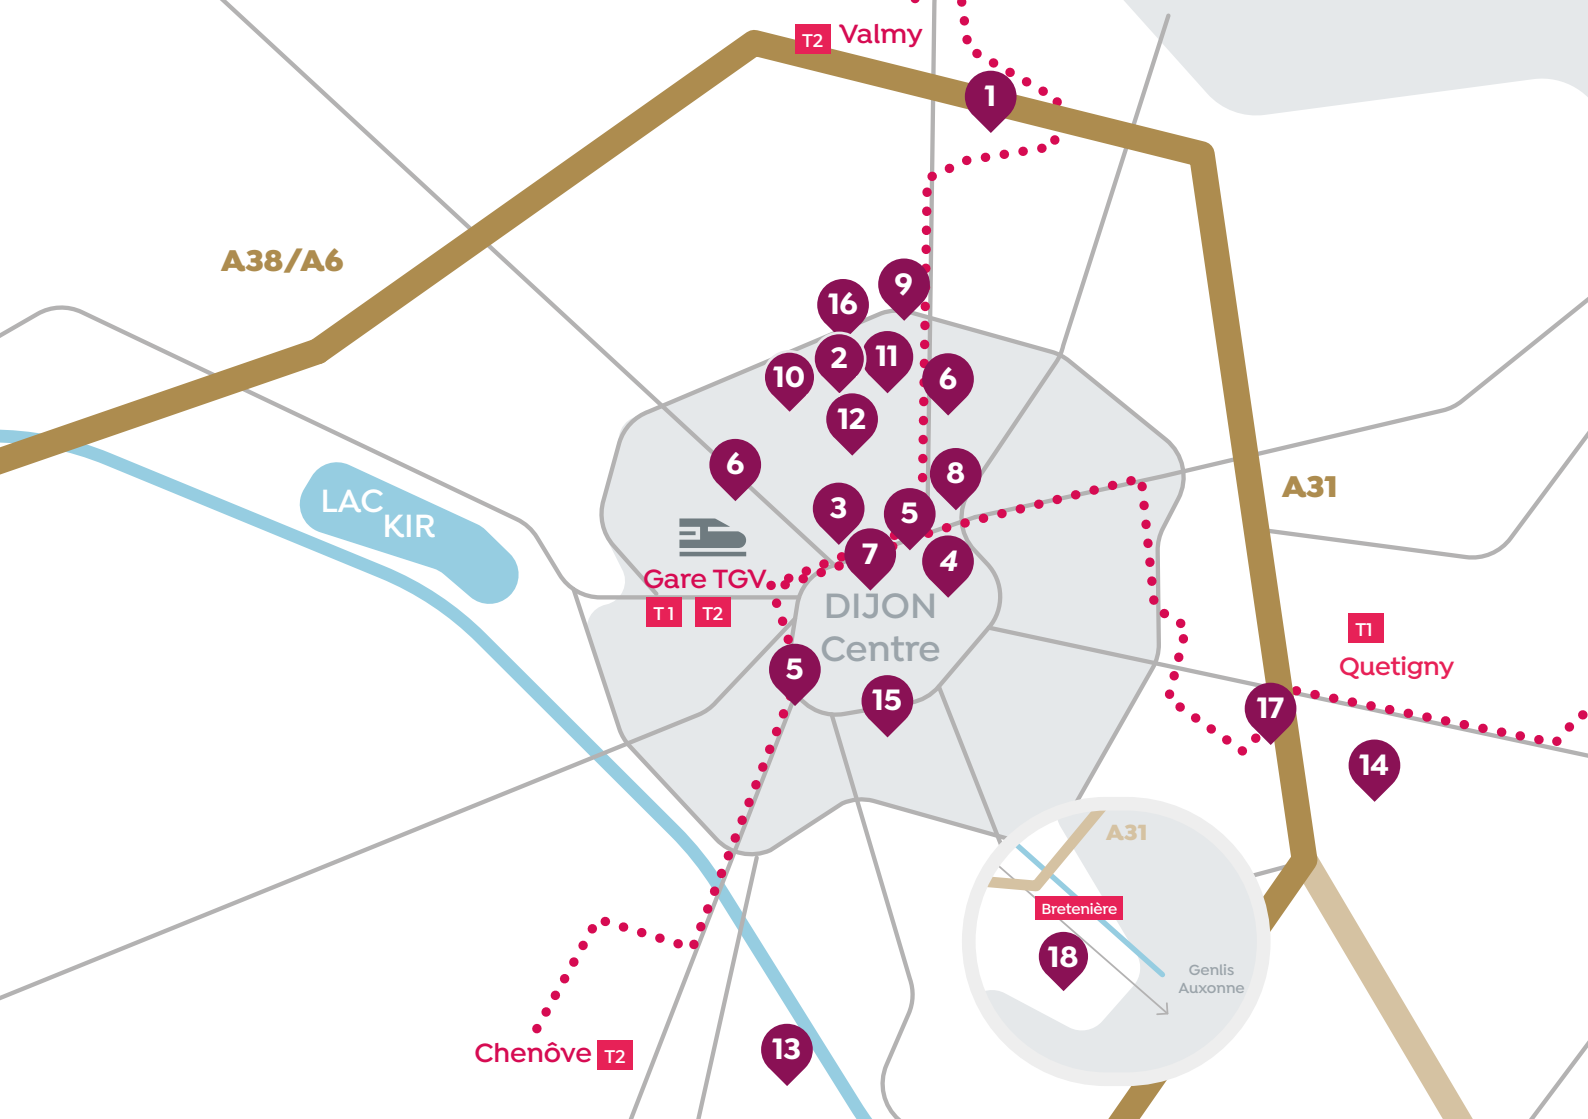 T2 Valmy
1
A38/A6
9
16
2
11
10
6
12
6
8
A31
LAC
KIR
3
5
7
4
Gare TGV
T1 T2
DIJON
Centre
T1
Quetigny
5
15
17
14
A31
Bretenière
18
Genlis
Auxonne
Chenôve T2
13